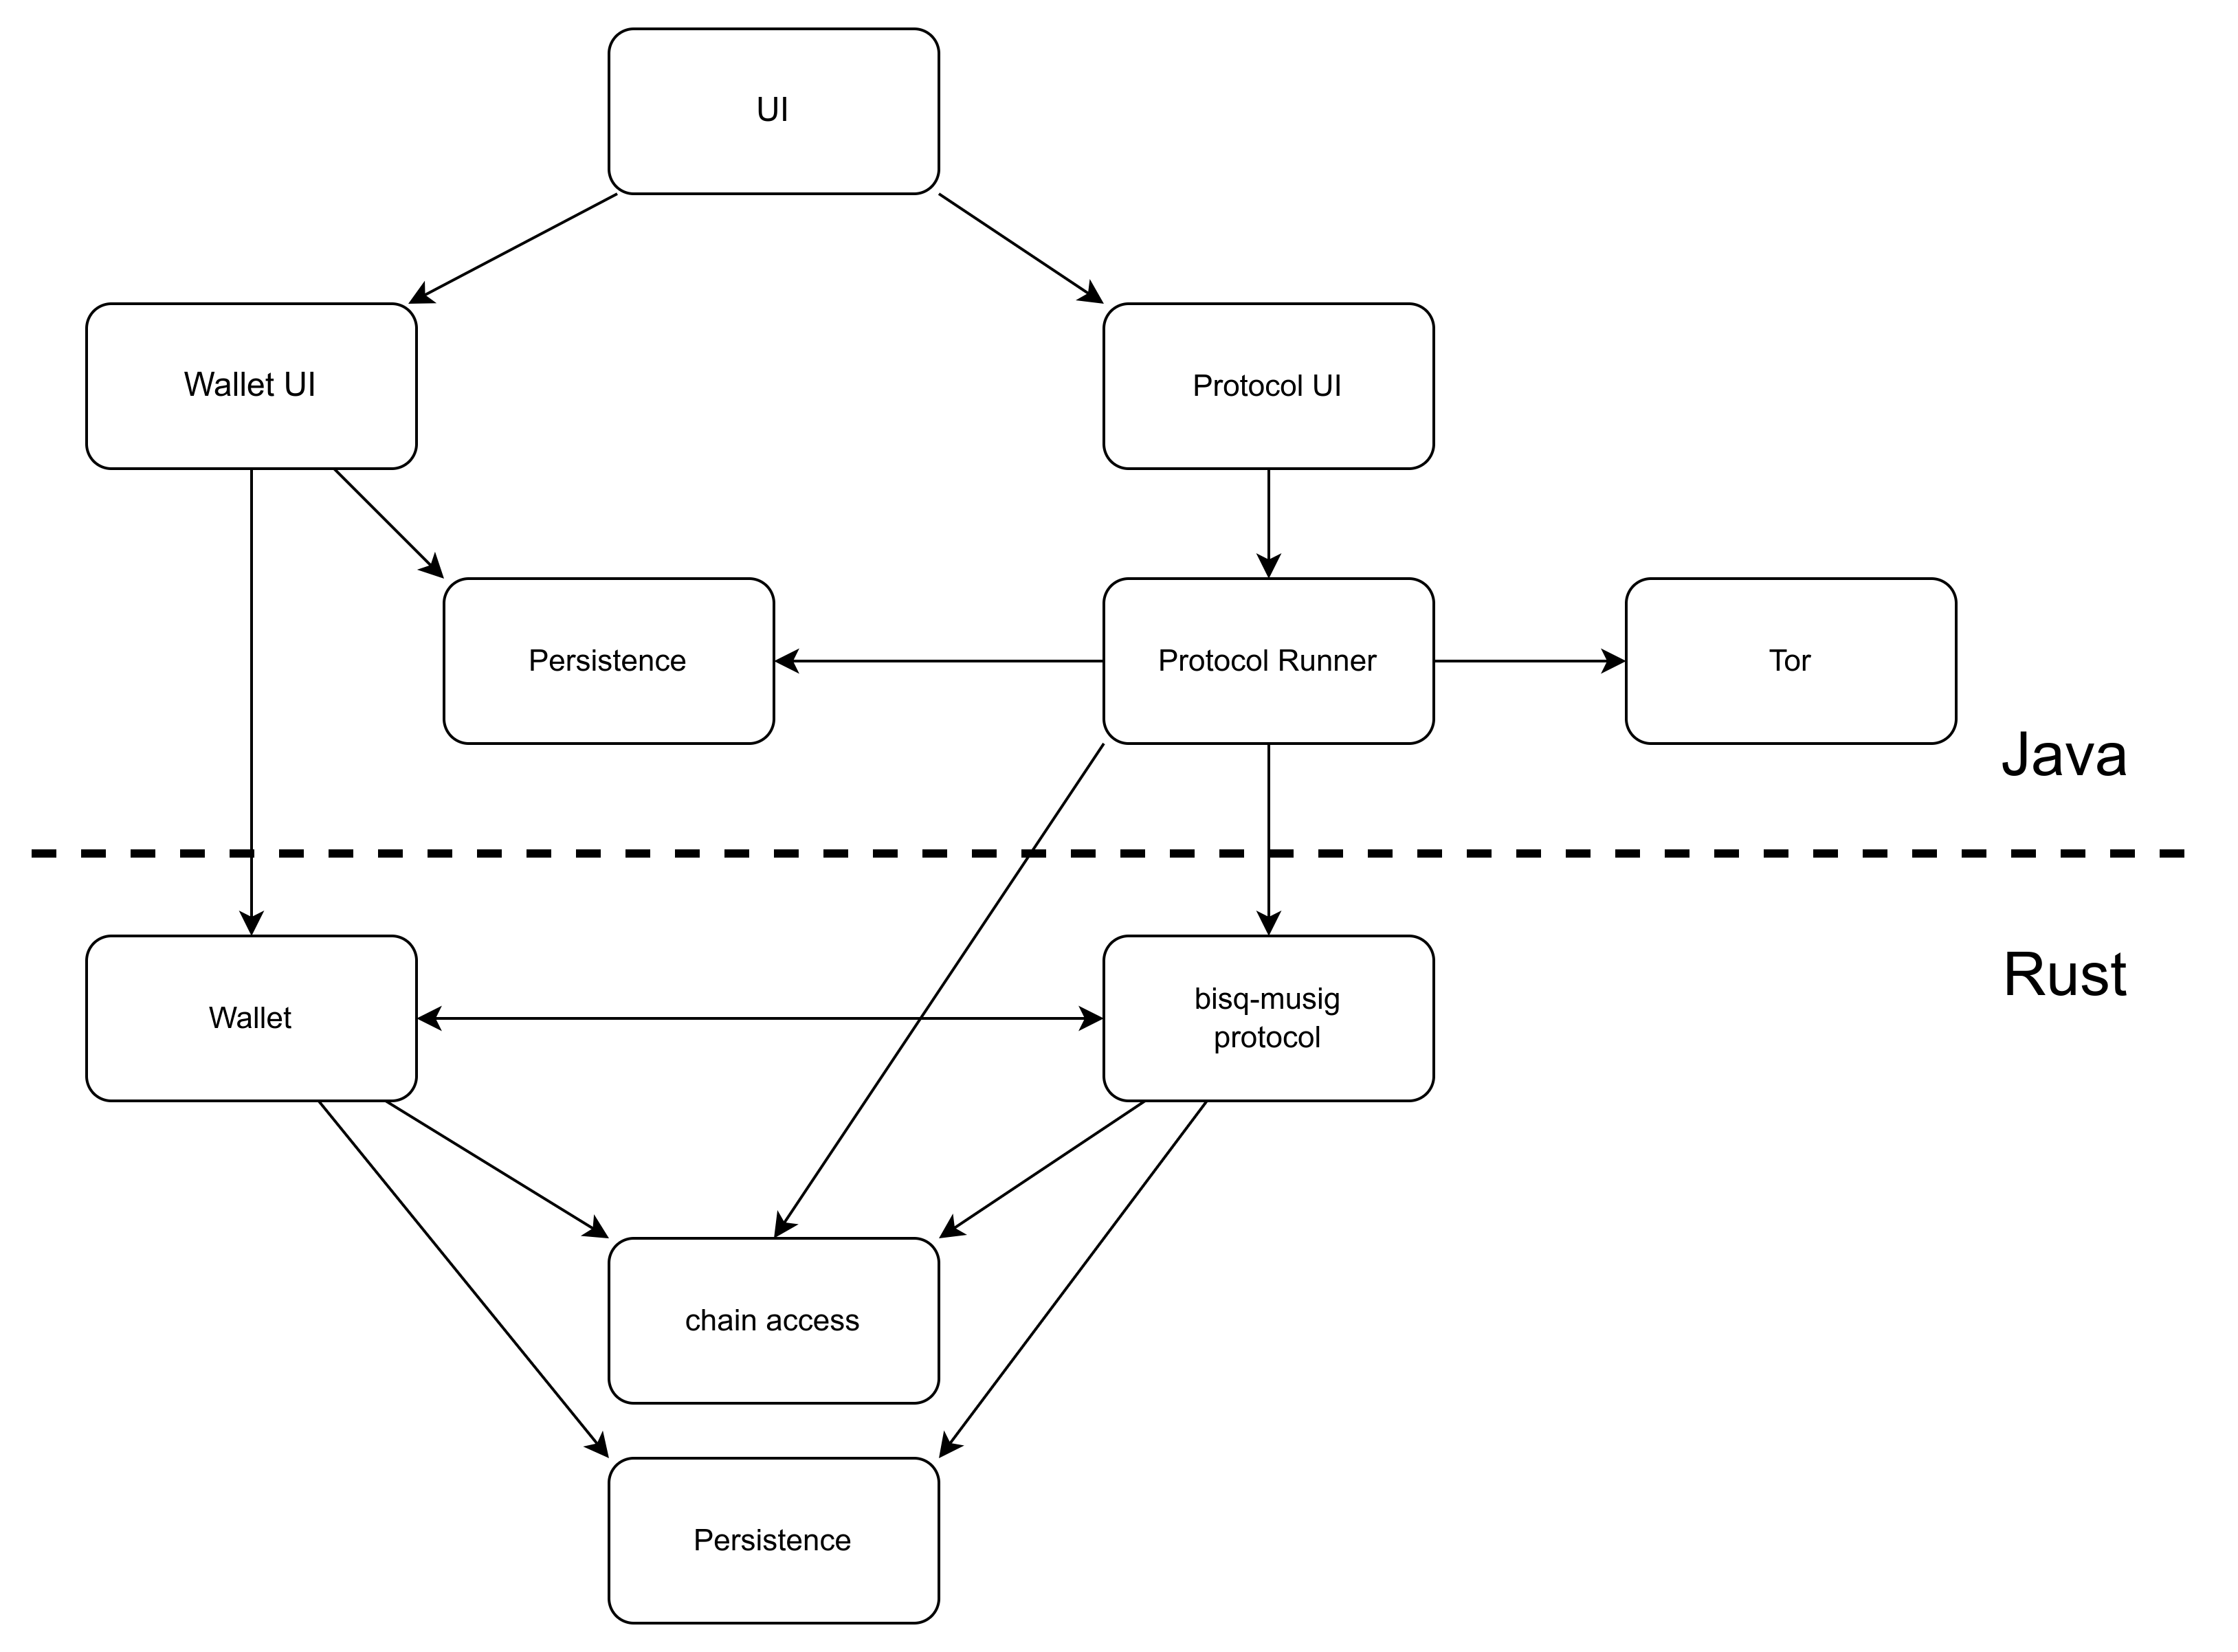 UI
Wallet UI
Protocol UI
Persistence
Protocol Runner
Tor
Java
Rust
Wallet
bisq-musig
protocol
chain access
Persistence